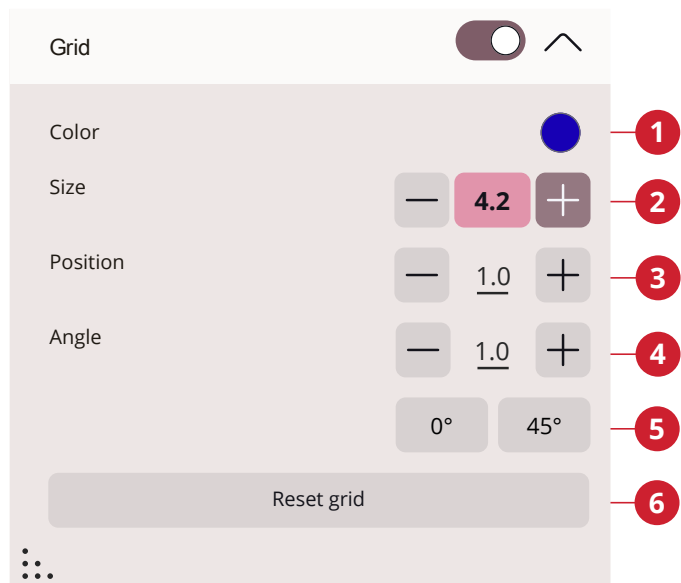 Grid
Color
1
Size
4.2
2
Position
1.0
3
Angle
1.0
4
0°
45°
5
Reset grid
6